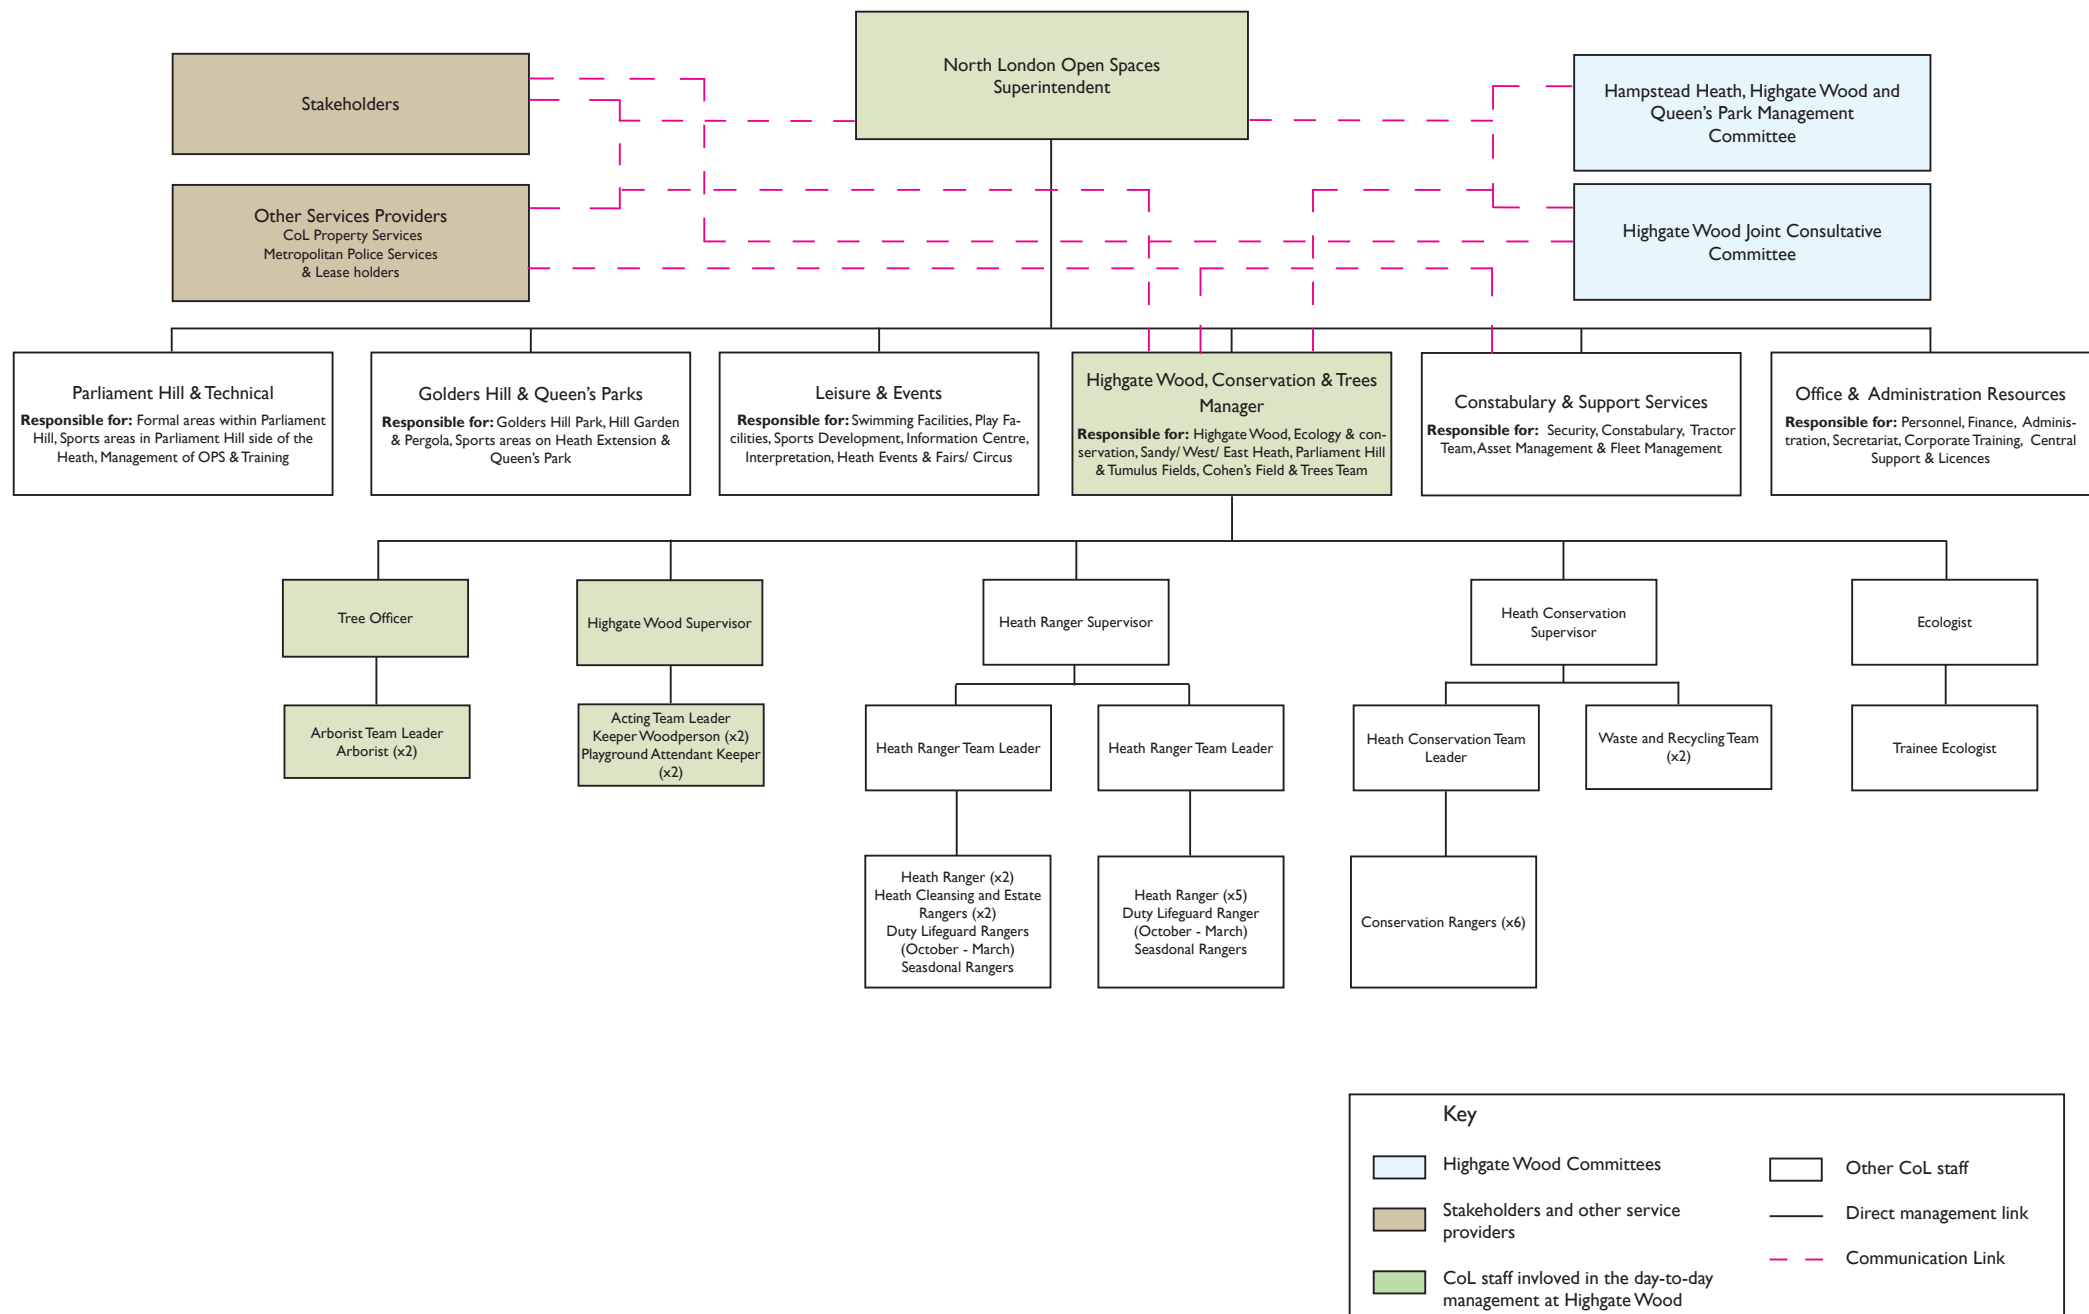 North London Open Spaces
Superintendent
Stakeholders
Hampstead Heath, Highgate Wood and
Queen's Park Management
Committee
Other Services Providers
CoL Property Services
Metropolitan Police Services
& Lease holders
Highgate Wood Joint Consultative
Committee
Parliament Hill & Technical
Responsible for: Formal areas within Parliament
Hill, Sports areas in Parliament Hill side of the
Heath, Management of OPS & Training
Golders Hill & Queen's Parks
Responsible for: Golders Hill Park, Hill Garden
& Pergola, Sports areas on Heath Extension &
Queen's Park
Leisure & Events
Responsible for: Swimming Facilities, Play Fa-
cilities, Sports Development, Information Centre,
Interpretation, Heath Events & Fairs/ Circus
Highgate Wood, Conservation & Trees
Manager
Responsible for: Highgate Wood, Ecology & con-
servation, Sandy/ West/ East Heath, Parliament Hill
& Tumulus Fields, Cohen's Field & Trees Team
Constabulary & Support Services
Responsible for: Security, Constabulary, Tractor
Team, Asset Management & Fleet Management
Office & Administration Resources
Responsible for: Personnel, Finance, Adminis-
tration, Secretariat, Corporate Training, Central
Support & Licences
Tree Officer
Highgate Wood Supervisor
Heath Ranger Supervisor
Heath Conservation
Supervisor
Ecologist
Arborist Team Leader
Arborist (x2)
Acting Team Leader
Keeper Woodperson (x2)
Playground Attendant Keeper
(x2)
Heath Ranger Team Leader
Heath Ranger Team Leader
Heath Conservation Team
Leader
Waste and Recycling Team
(x2)
Trainee Ecologist
Heath Ranger (x2)
Heath Cleansing and Estate
Rangers (x2)
Duty Lifeguard Rangers
(October - March)
Seasdonal Rangers
Heath Ranger (x5)
Duty Lifeguard Ranger
(October - March)
Seasdonal Rangers
Conservation Rangers (x6)
Key
Highgate Wood Committees
Stakeholders and other service
providers
CoL staff invloved in the day-to-day
management at Highgate Wood
Other CoL staff
Direct management link
Communication Link